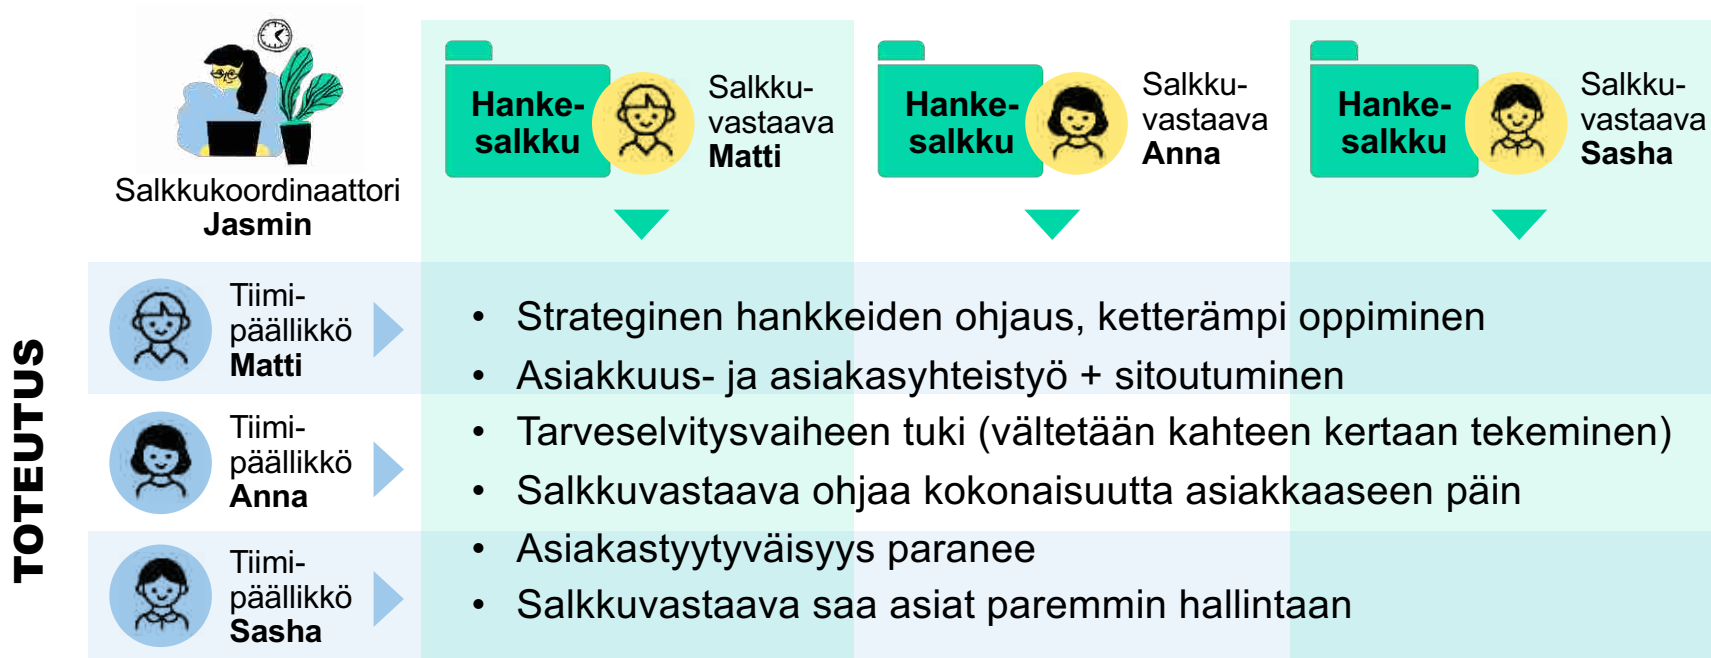 Salkkukoordinaattori
Jasmin
Hanke-
salkku
Salkku-
vastaava
Matti
Hanke-
salkku
Salkku-
vastaava
Anna
Hanke-
salkku
Salkku-
vastaava
Sasha
TOTEUTUS
Tiimi-
päällikkö
Matti
Tiimi-
päällikkö
Anna
Tiimi-
päällikkö
Sasha
• Strateginen hankkeiden ohjaus, ketterämpi oppiminen
• Asiakkuus- ja asiakasyhteistyö + sitoutuminen
• Tarveselvitysvaiheen tuki (vältetään kahteen kertaan tekeminen)
• Salkkuvastaava ohjaa kokonaisuutta asiakkaaseen päin
• Asiakastyytyväisyys paranee
• Salkkuvastaava saa asiat paremmin hallintaan